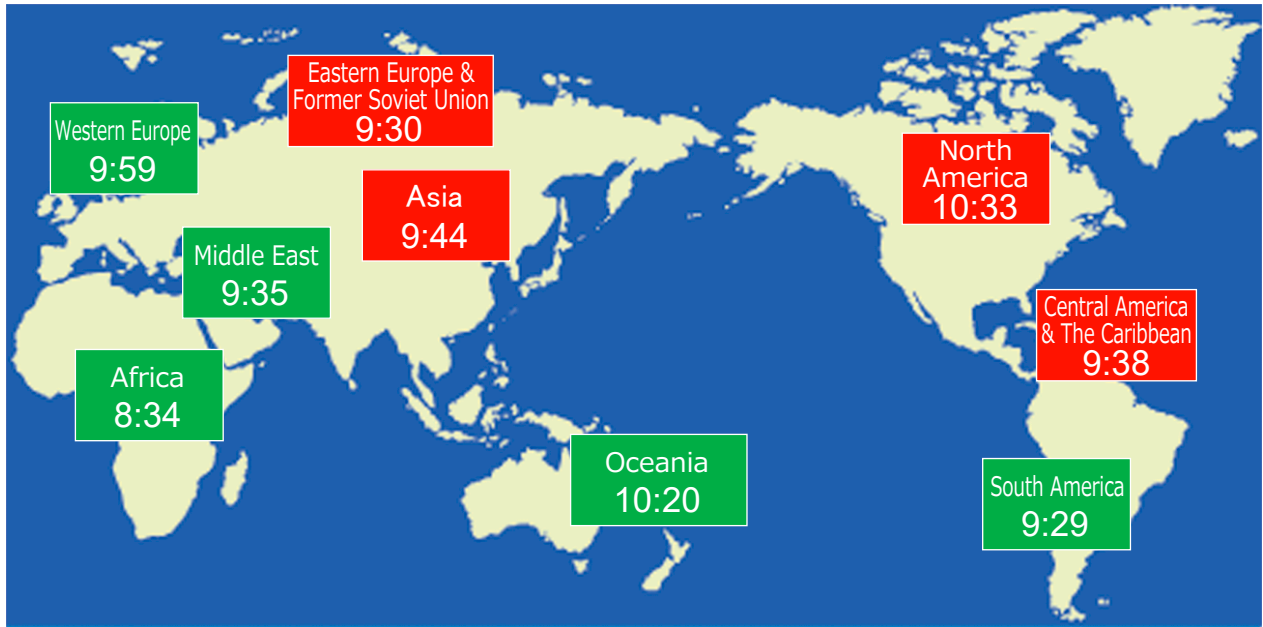 Eastern Europe &
Former Soviet Union
9:30
Western Europe
9:59
North
America
10:33
Asia
9:44
Middle East
9:35
Central America
& The Caribbean
9:38
Africa
8:34
Oceania
10:20
South America
9:29